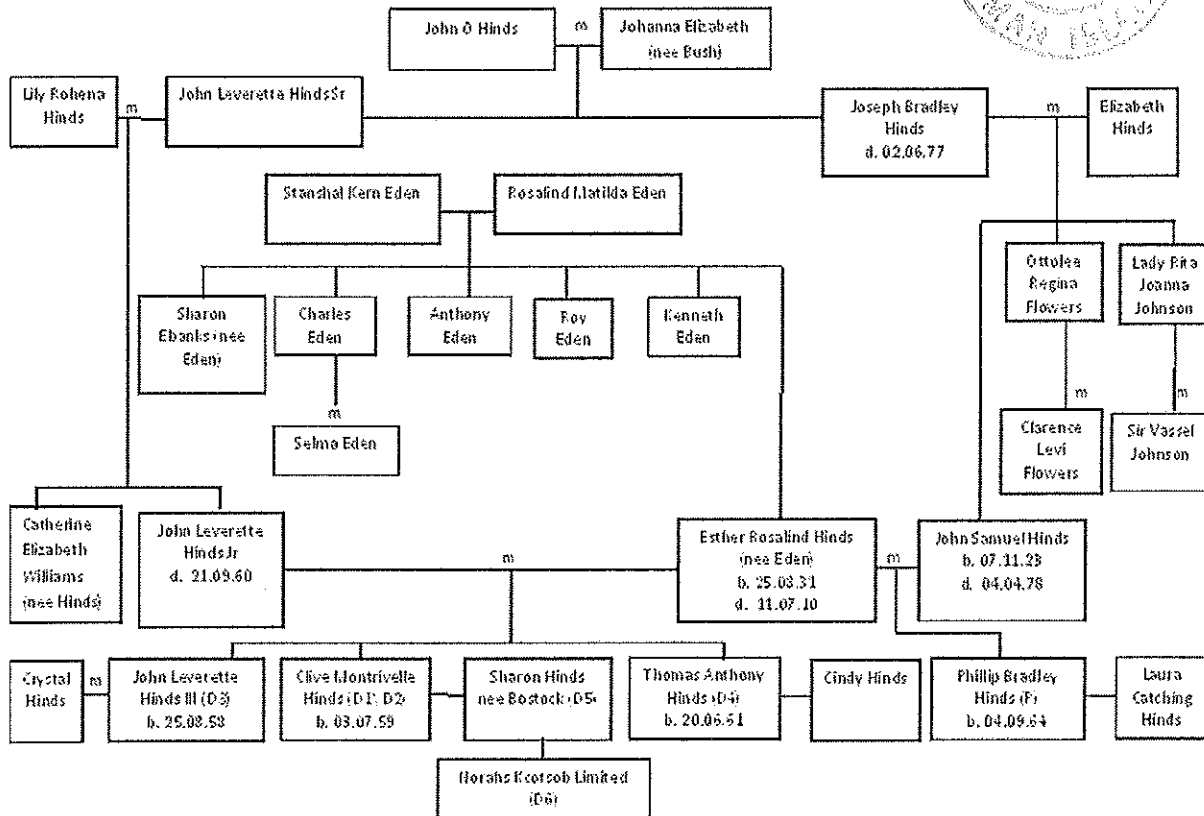 John O Hinds
m
Johanna Elizabeth
(nee Bush)
MAN ISL
Lily Rohena
Hinds
m
John Leverette Hinds Sr
Joseph Bradley
Hinds
d. 02.06.77
m
Elizabeth
Hinds
Stanshal Kern Eden
Rosalind Matilda Eden
Sharon
Ebanks (nee
Eden)
Charles
Eden
Anthony
Eden
Roy
Eden
Kenneth
Eden
Ottolee
Regina
Flowers
Lady Rita
Joanna
Johnson
m
Selma Eden
m
m
Clarence
Levi
Flowers
Sir Vassel
Johnson
Catherine
Elizabeth
Williams
(nee Hinds)
John Leverette
Hinds Jr
d. 21.09.60
m
Esther Rosalind Hinds
(nee Eden)
b. 25.03.31
d. 11.07.10
m
John Samuel Hinds
b. 07.11.23
d. 04.04.78
Crystal
Hinds
m
John Leverette
Hinds III (D3)
b. 25.08.58
Clive Montrivelle
Hinds (D1, D2)
b. 03.07.59
Sharon Hinds
nee Bostock (D5)
Thomas Anthony
Hinds (D4)
b. 20.06.61
Cindy Hinds
Phillip Bradley
Hinds (P)
b. 04.09.64
Laura
Catching
Hinds
Norahs Kcotsob Limited
(D6)